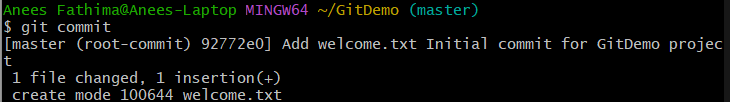 Anees Fathima@Anees-Laptop MINGW64 ~/GitDemo (master)
$ git commit
[master (root-commit) 92772e0] Add welcome.txt Initial commit for GitDemo projec
t
 1 file changed, 1 insertion(+)
 create mode 100644 welcome.txt